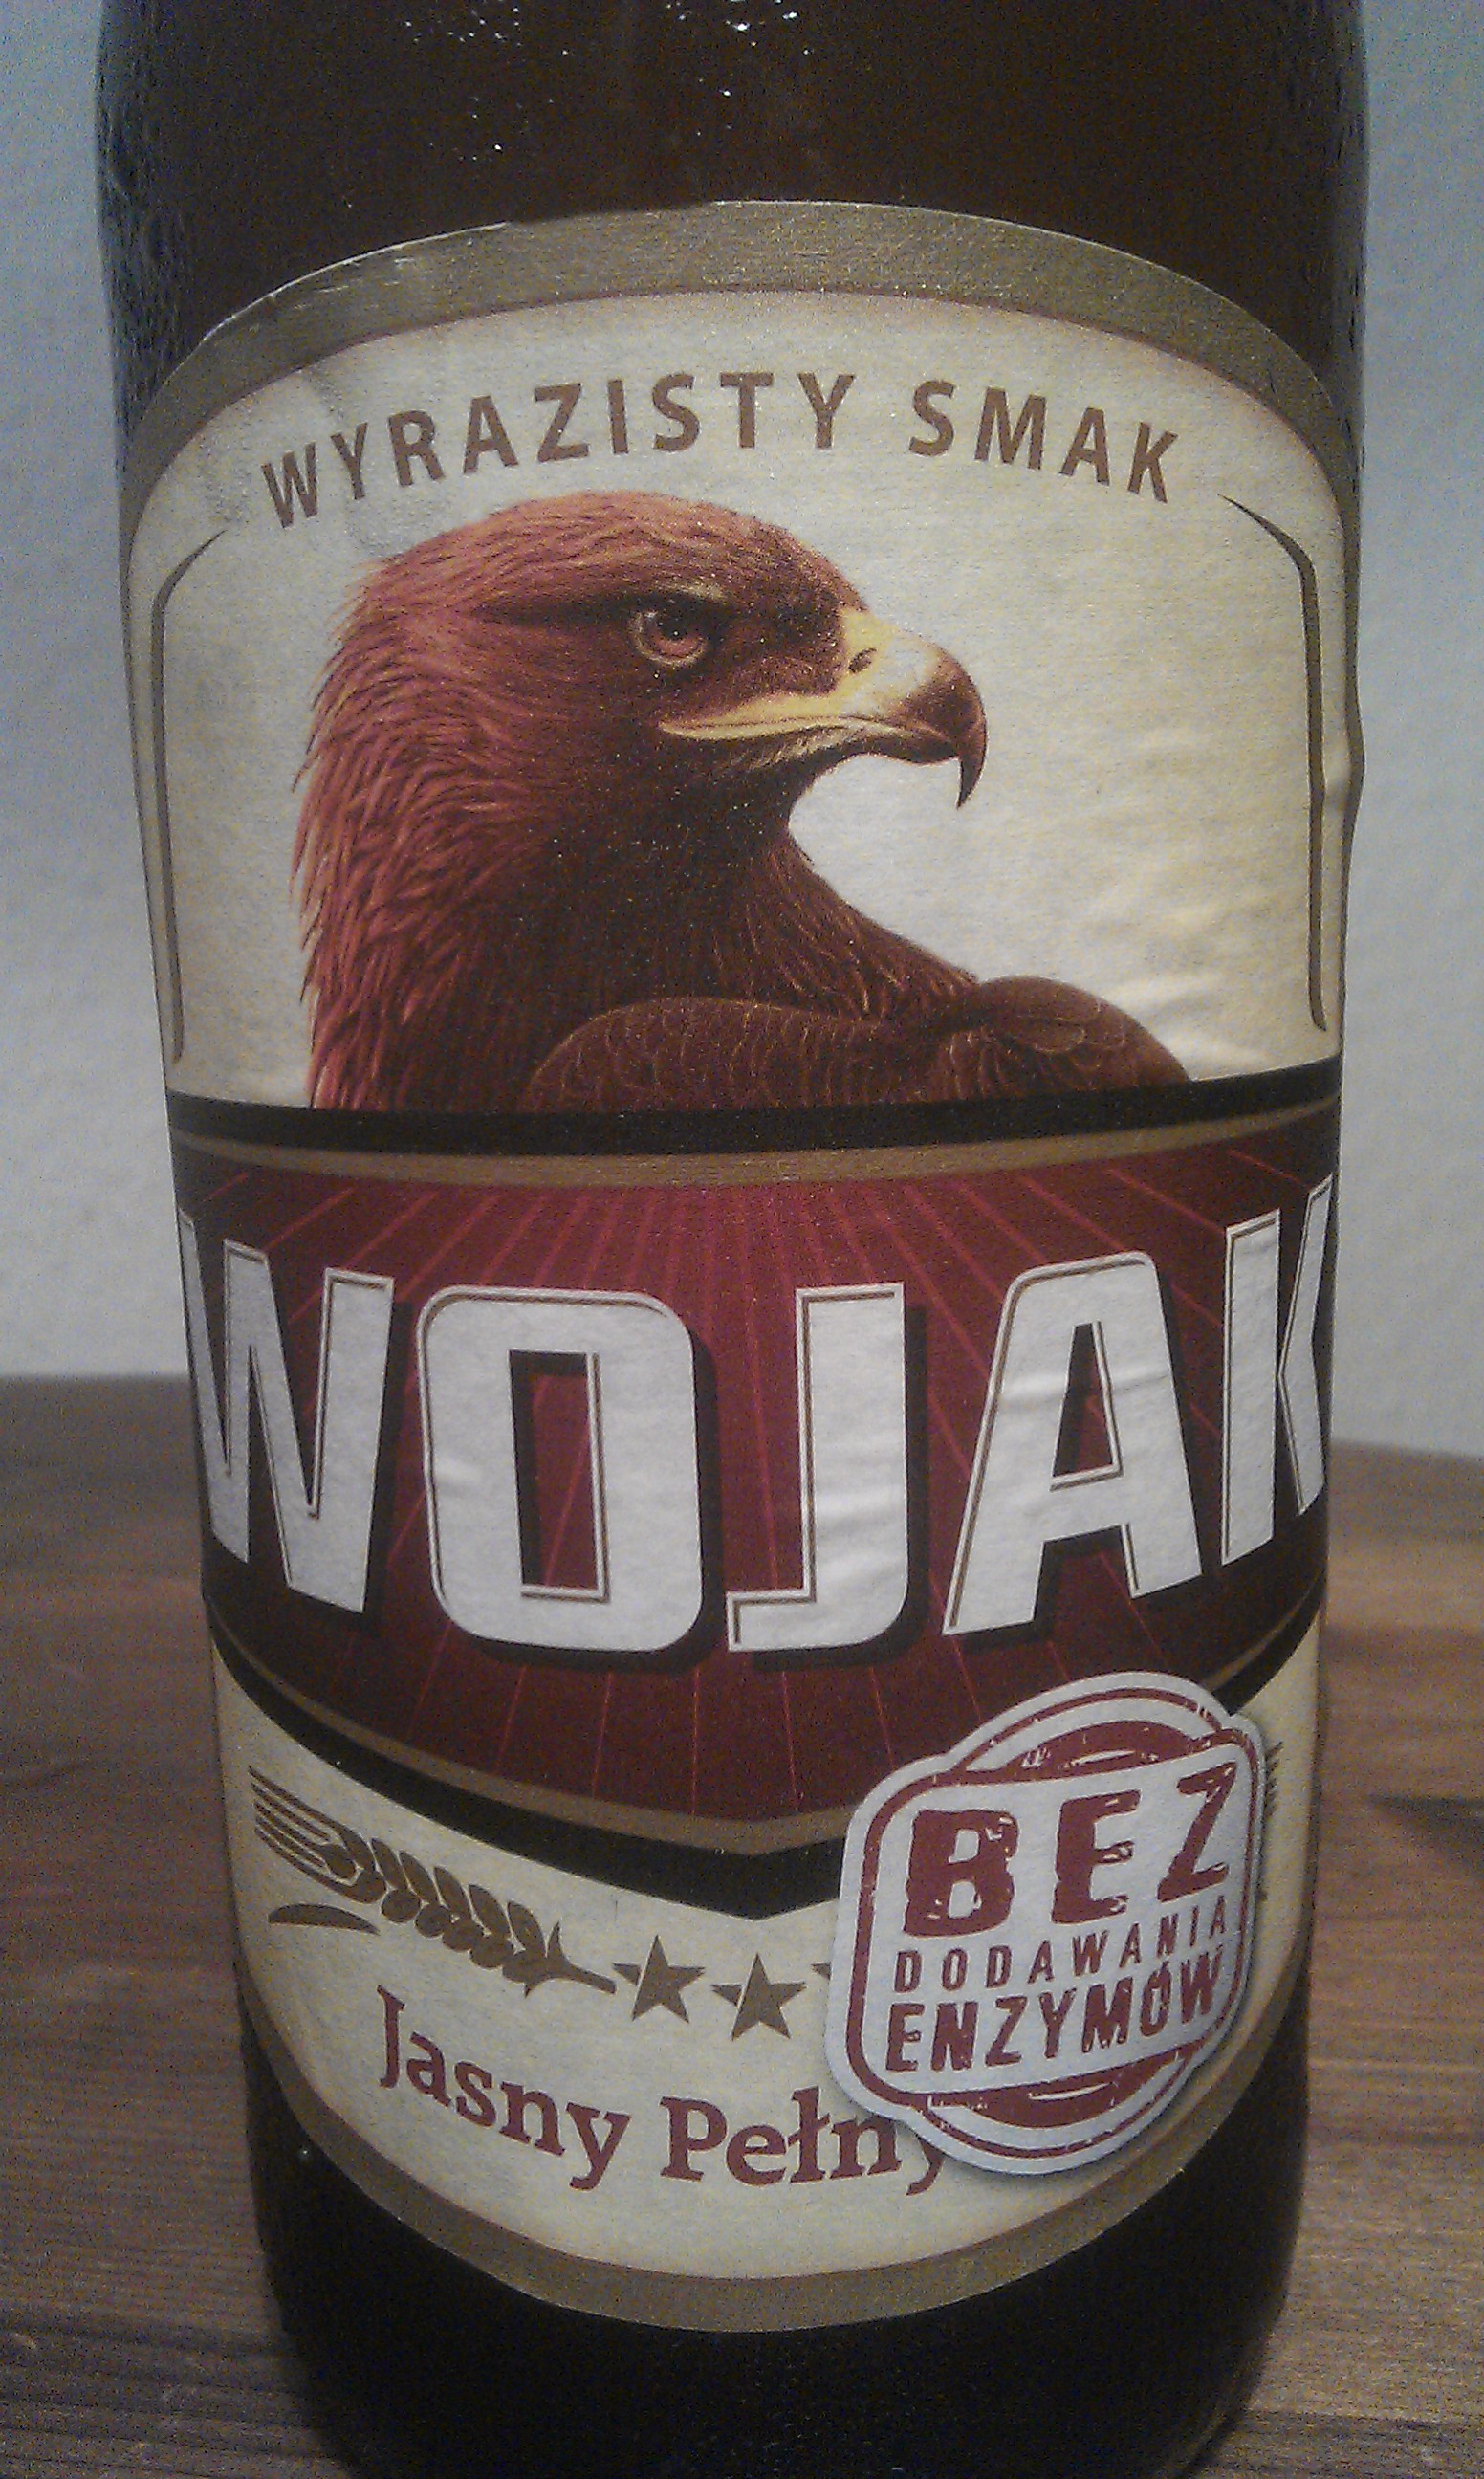 WYRAZISTY SMAK
WOJAK
BEZ
DODAWANIA
ENZYMÓW
Jasny Pełny